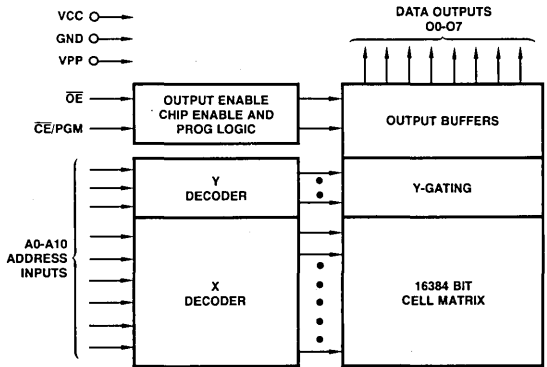 VCC
GND
VPP
OE
CE/PGM
A0-A10
ADDRESS
INPUTS
DATA OUTPUTS
O0-O7
OUTPUT ENABLE
CHIP ENABLE AND
PROG LOGIC
OUTPUT BUFFERS
Y
DECODER
Y-GATING
X
DECODER
16384 BIT
CELL MATRIX